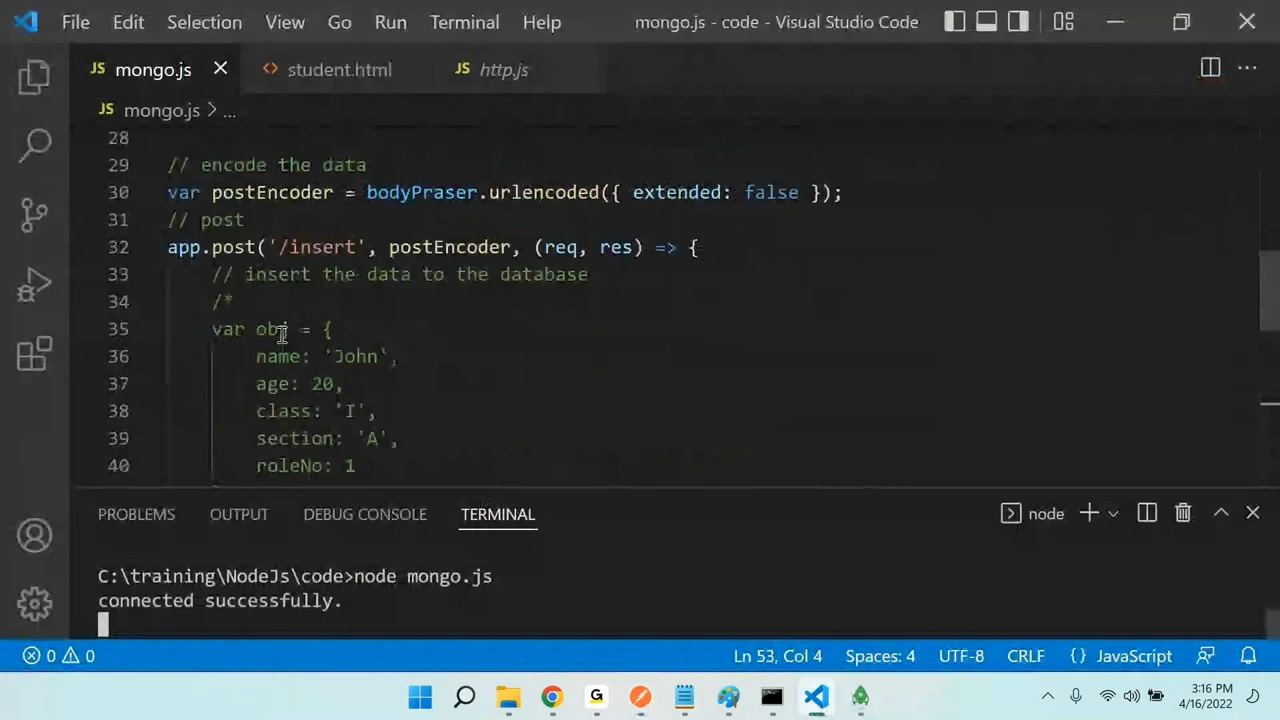 File Edit Selection View Go Run Terminal Help mongo.js - code - Visual Studio Code
JS mongo.js student.html JS http.js
JS mongo.js > ...
28
29 // encode the data
30 var postEncoder = bodyPraser.urlencoded({ extended: false });
31 // post
32 app.post('/insert', postEncoder, (req, res) => {
33 // insert the data to the database
34 /*
35 var obj = {
36 name: 'John',
37 age: 20,
38 class: 'I',
39 section: 'A',
40 roleNo: 1
PROBLEMS OUTPUT DEBUG CONSOLE TERMINAL node
C:\training\NodeJs\code>node mongo.js
connected successfully.
0 0 Ln 53, Col 4 Spaces: 4 UTF-8 CRLF {} JavaScript
G
3:16 PM
4/16/2022